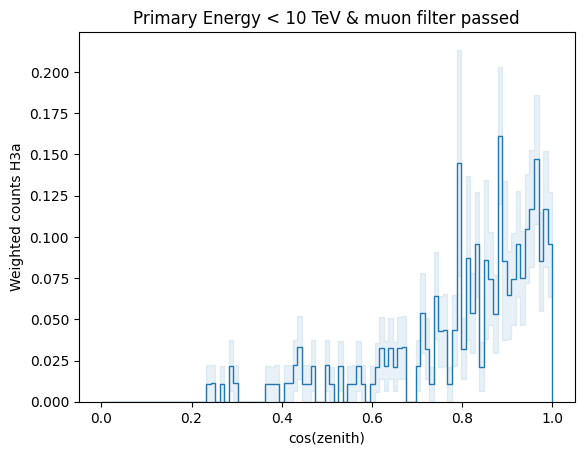 Primary Energy < 10 TeV & muon filter passed
Weighted counts H3a
0.200
0.175
0.150
0.125
0.100
0.075
0.050
0.025
0.000
0.0 0.2 0.4 0.6 0.8 1.0
cos(zenith)